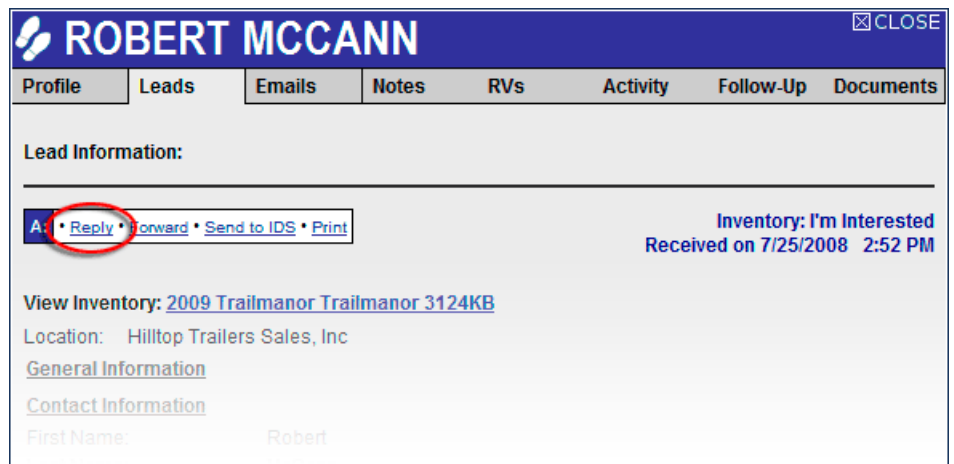 ROBERT MCCANN
CLOSE
Profile Leads Emails Notes RVs Activity Follow-Up Documents
Lead Information:
A: • Reply • Forward • Send to IDS • Print
Inventory: I'm Interested
Received on 7/25/2008 2:52 PM
View Inventory: 2009 Trailmanor Trailmanor 3124KB
Location: Hilltop Trailers Sales, Inc
General Information
Contact Information
First Name: Robert